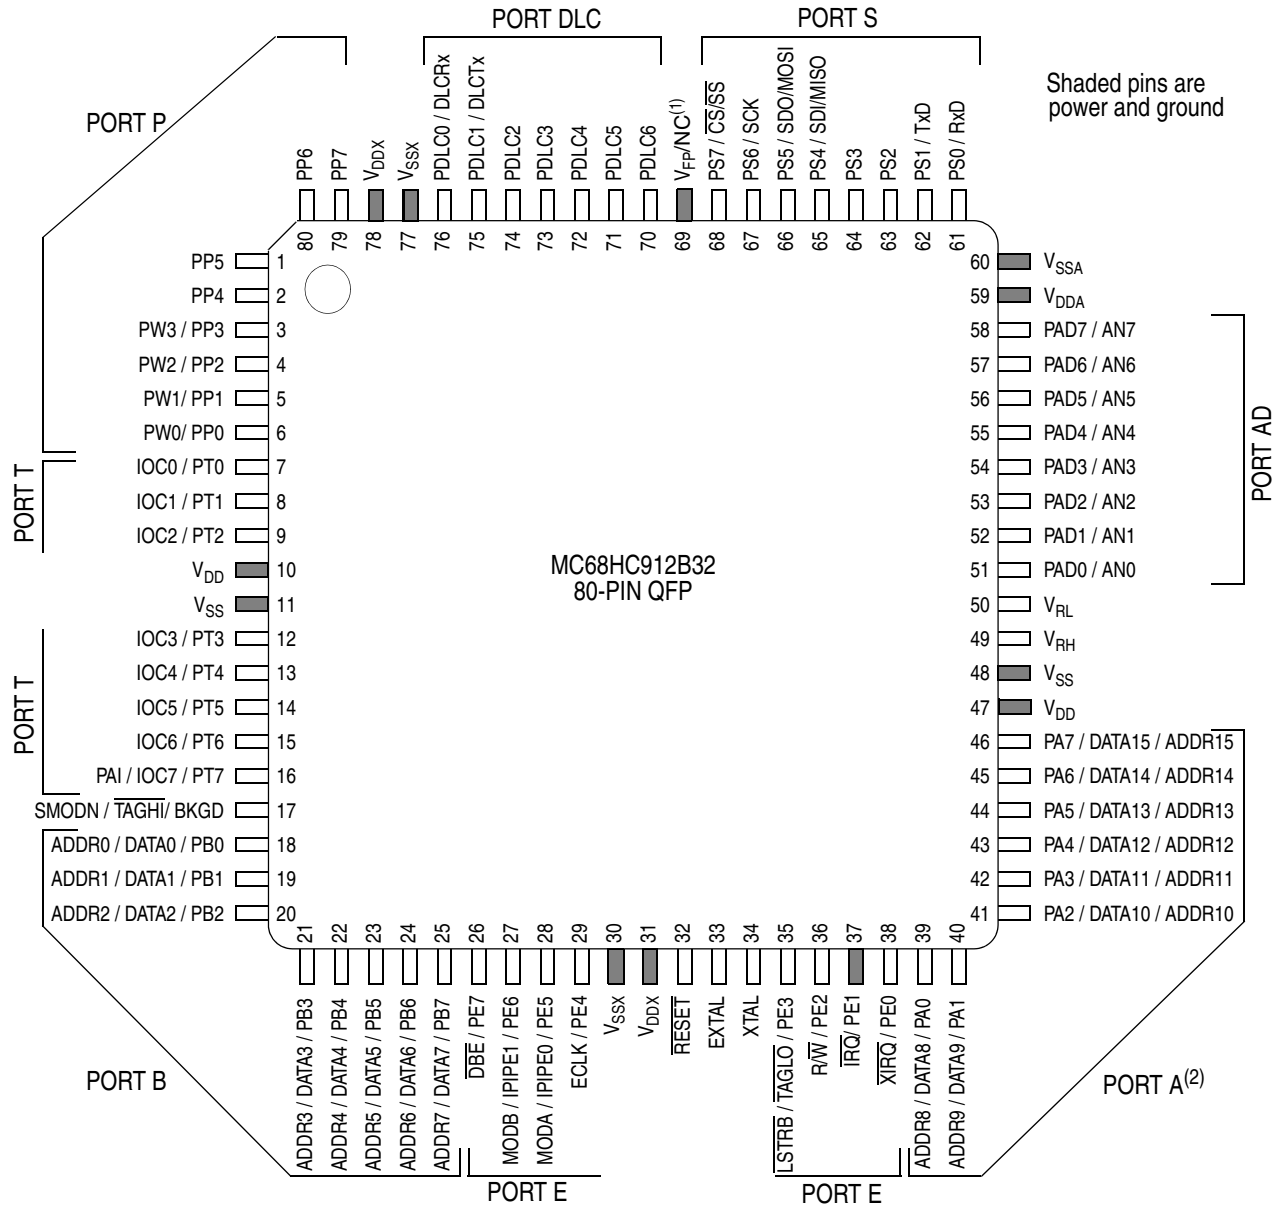 PORT DLC
PORT S
PORT P
Shaded pins are
power and ground
PP6
PP7
VDDX
VSSX
PDLC0 / DLCRx
PDLC1 / DLCTx
PDLC2
PDLC3
PDLC4
PDLC5
PDLC6
VFP/NC(1)
PS7 / CS/SS
PS6 / SCK
PS5 / SDO/MOSI
PS4 / SDI/MISO
PS3
PS2
PS1 / TxD
PS0 / RxD
80 79 78 77 76 75 74 73 72 71 70 69 68 67 66 65 64 63 62 61
PP5 1
PP4 2
PW3 / PP3 3
PW2 / PP2 4
PW1/ PP1 5
PW0/ PP0 6
PORT T
IOC0 / PT0 7
IOC1 / PT1 8
IOC2 / PT2 9
VDD 10
VSS 11
PORT T
IOC3 / PT3 12
IOC4 / PT4 13
IOC5 / PT5 14
IOC6 / PT6 15
PAI / IOC7 / PT7 16
SMODN / TAGHI/ BKGD 17
ADDR0 / DATA0 / PB0 18
ADDR1 / DATA1 / PB1 19
ADDR2 / DATA2 / PB2 20
MC68HC912B32
80-PIN QFP
60 VSSA
59 VDDA
58 PAD7 / AN7
57 PAD6 / AN6
56 PAD5 / AN5
55 PAD4 / AN4
54 PAD3 / AN3
53 PAD2 / AN2
52 PAD1 / AN1
51 PAD0 / AN0
PORT AD
50 VRL
49 VRH
48 VSS
47 VDD
46 PA7 / DATA15 / ADDR15
45 PA6 / DATA14 / ADDR14
44 PA5 / DATA13 / ADDR13
43 PA4 / DATA12 / ADDR12
42 PA3 / DATA11 / ADDR11
41 PA2 / DATA10 / ADDR10
21 22 23 24 25 26 27 28 29 30 31 32 33 34 35 36 37 38 39 40
ADDR3 / DATA3 / PB3
ADDR4 / DATA4 / PB4
ADDR5 / DATA5 / PB5
ADDR6 / DATA6 / PB6
ADDR7 / DATA7 / PB7
DBE / PE7
MODB / IPIPE1 / PE6
MODA / IPIPE0 / PE5
ECLK / PE4
VSSX
VDDX
RESET
EXTAL
XTAL
LSTRB / TAGLO / PE3
R/W / PE2
IRQ/ PE1
XIRQ / PE0
ADDR8 / DATA8 / PA0
ADDR9 / DATA9 / PA1
PORT B
PORT A(2)
PORT E
PORT E